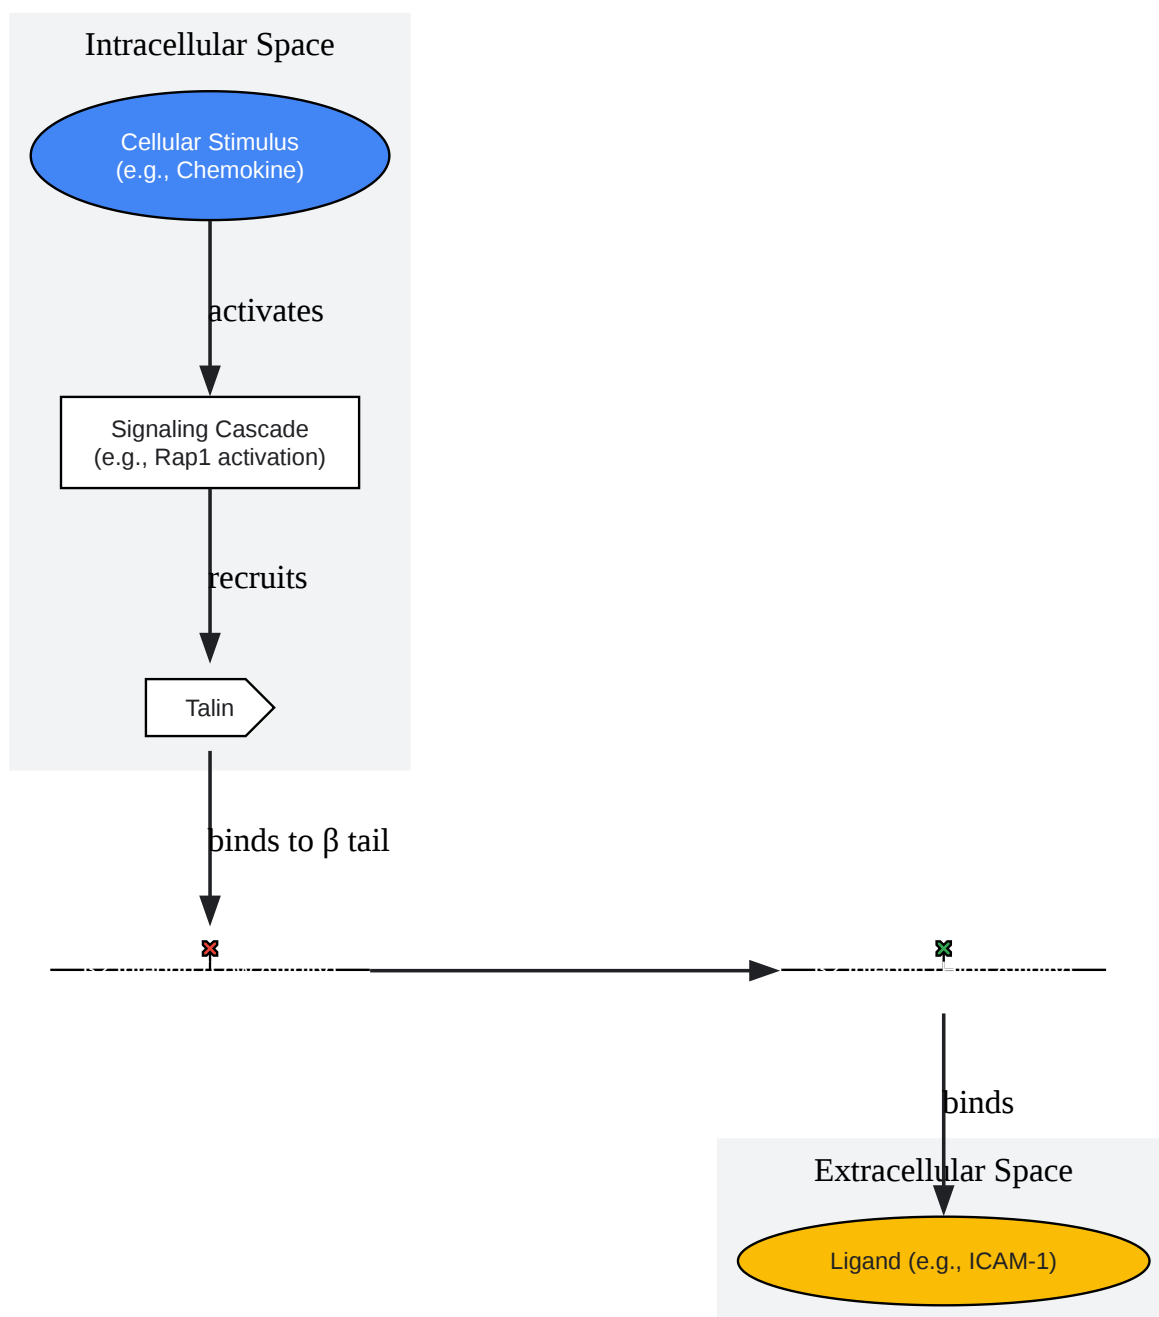 Intracellular Space
Cellular Stimulus
(e.g., Chemokine)
activates
Signaling Cascade
(e.g., Rap1 activation)
recruits
Talin
binds to β tail
binds
Extracellular Space
Ligand (e.g., ICAM-1)